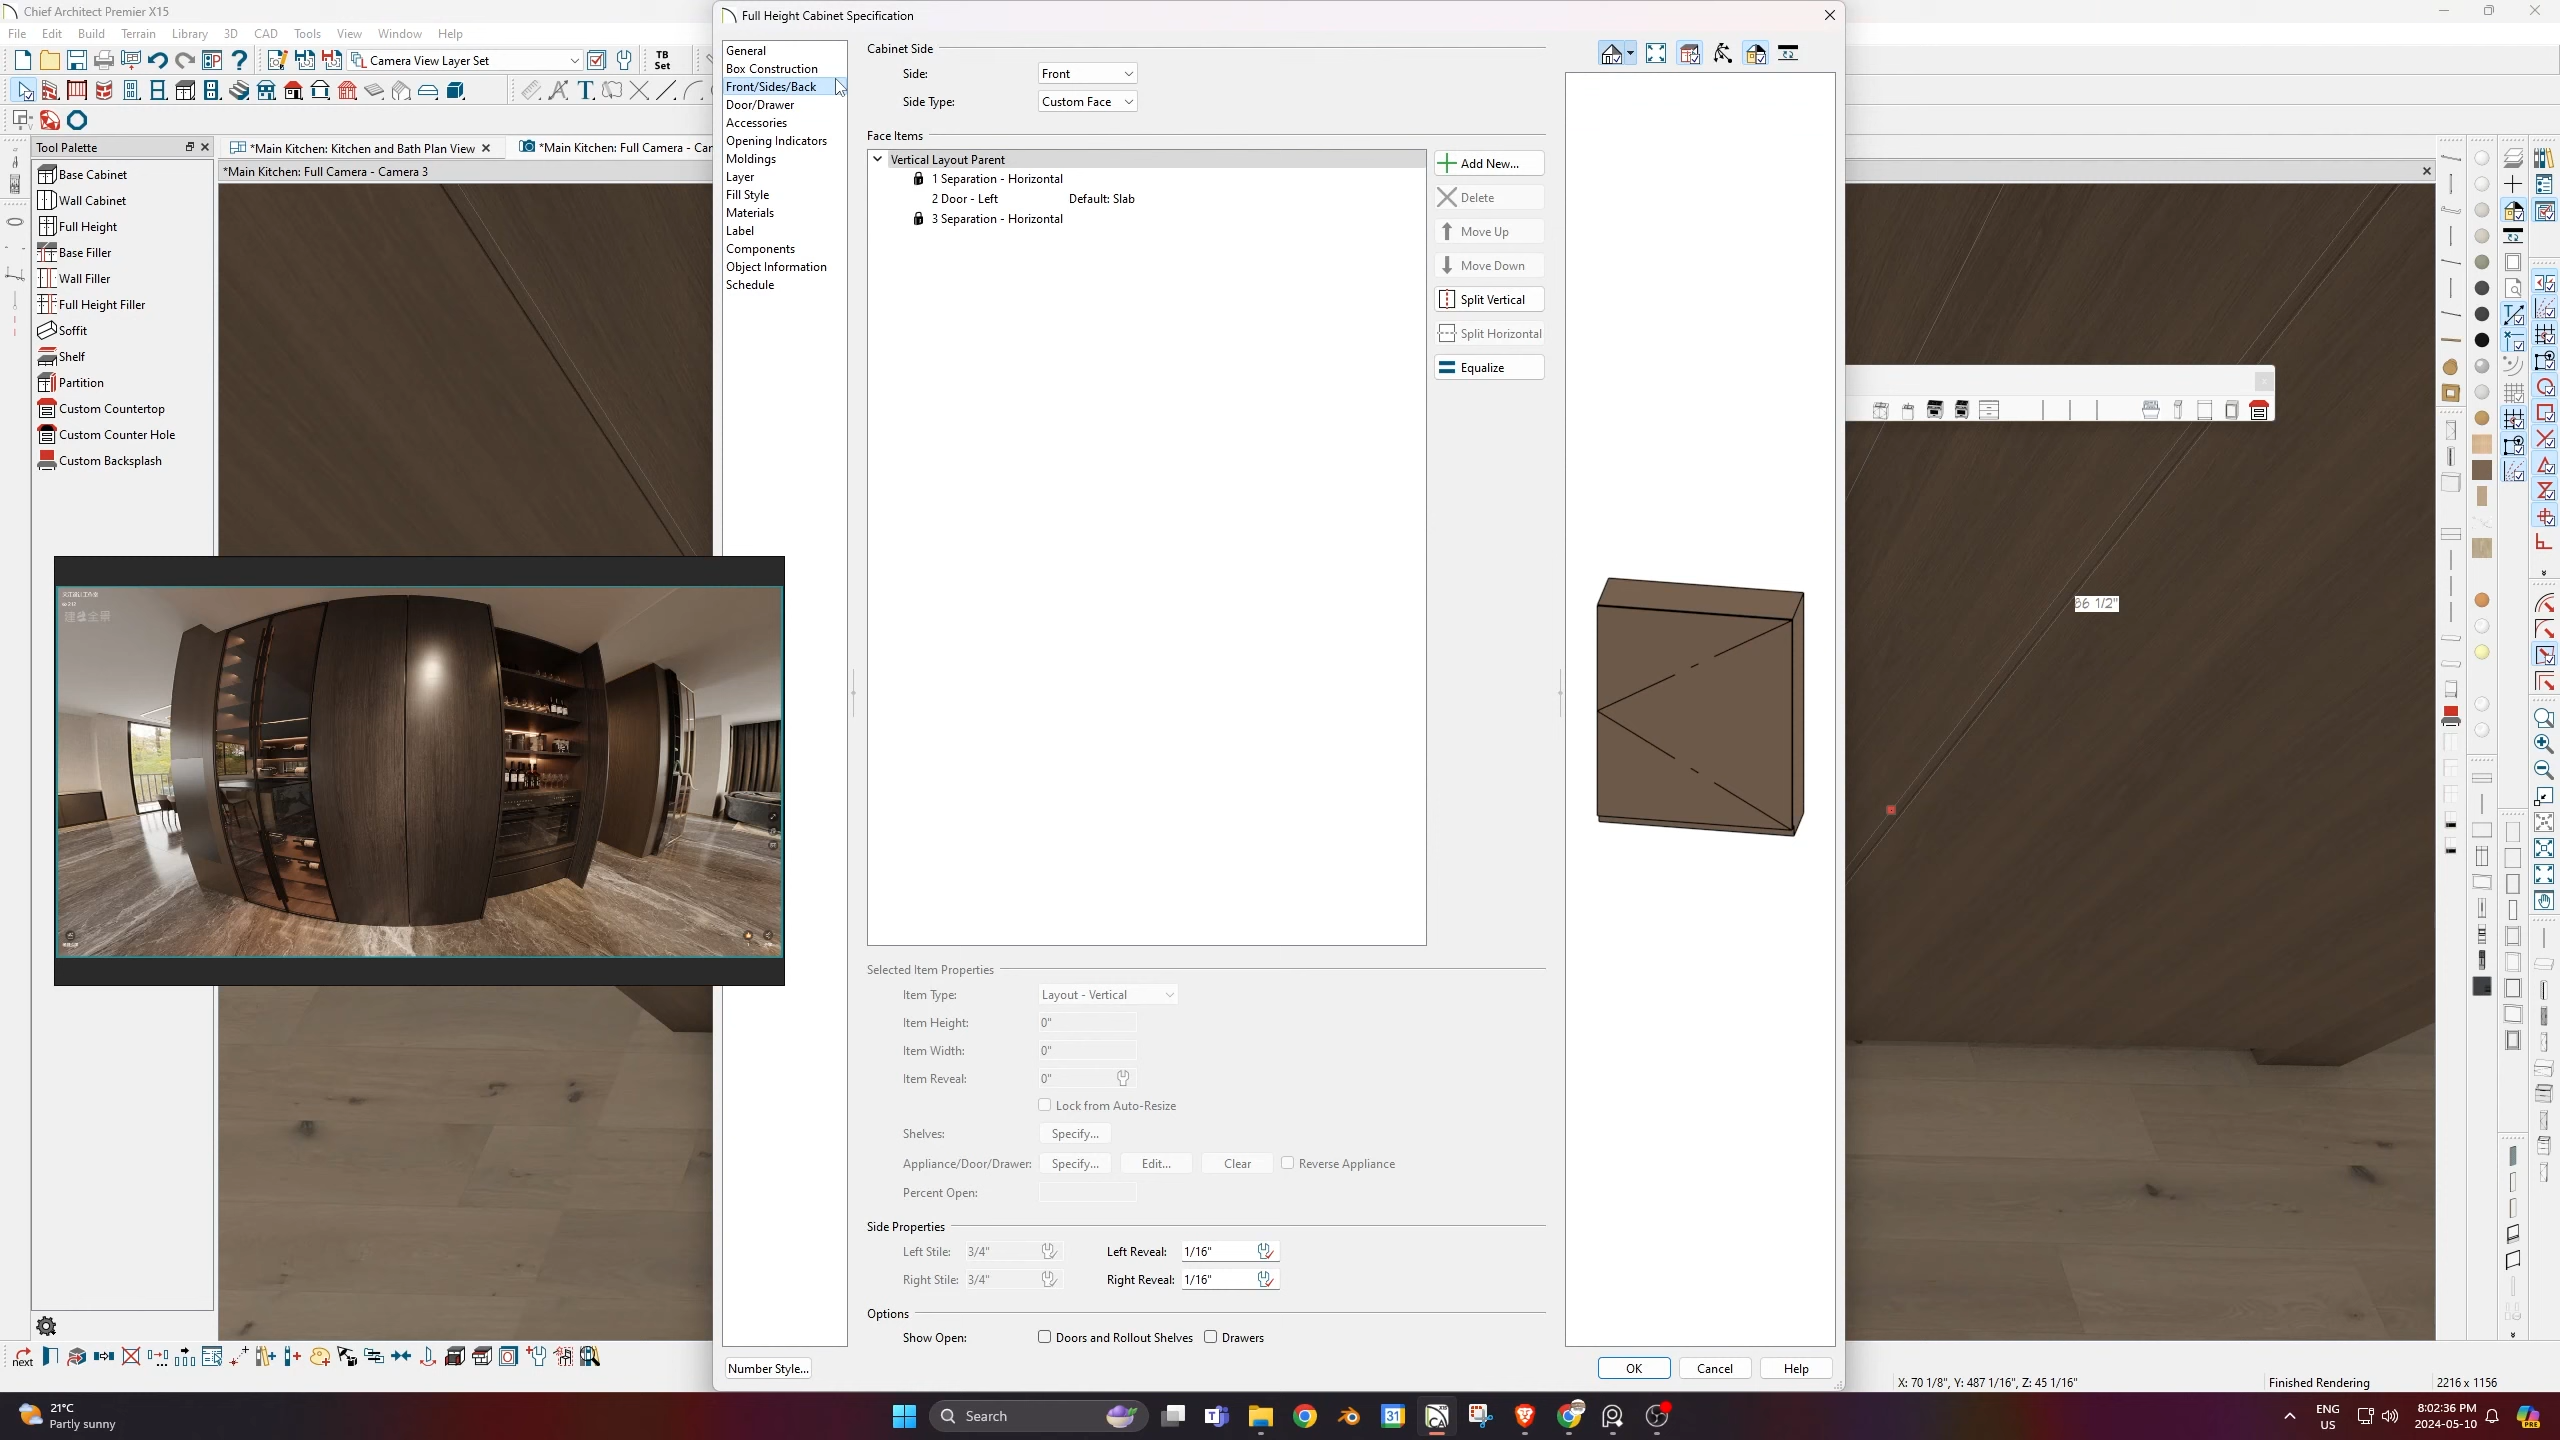 Chief Architect Premier X15
File Edit Build Terrain Library 3D CAD Tools View Window Help
Camera View Layer Set
TB Set
Tool Palette
*Main Kitchen: Kitchen and Bath Plan View
*Main Kitchen: Full Camera - Car
*Main Kitchen: Full Camera - Camera 3
Base Cabinet
Wall Cabinet
Full Height
Base Filler
Wall Filler
Full Height Filler
Soffit
Shelf
Partition
Custom Countertop
Custom Counter Hole
Custom Backsplash
next
Full Height Cabinet Specification
General
Box Construction
Front/Sides/Back
Door/Drawer
Accessories
Opening Indicators
Moldings
Layer
Fill Style
Materials
Label
Components
Object Information
Schedule
Cabinet Side
Side: Front
Side Type: Custom Face
Face Items
Vertical Layout Parent
1 Separation - Horizontal
2 Door - Left Default: Slab
3 Separation - Horizontal
Add New...
Delete
Move Up
Move Down
Split Vertical
Split Horizontal
Equalize
Selected Item Properties
Item Type: Layout - Vertical
Item Height: 0"
Item Width: 0"
Item Reveal: 0"
Lock from Auto-Resize
Shelves: Specify...
Appliance/Door/Drawer: Specify... Edit... Clear Reverse Appliance
Percent Open:
Side Properties
Left Stile: 3/4" Left Reveal: 1/16"
Right Stile: 3/4" Right Reveal: 1/16"
Options
Show Open: Doors and Rollout Shelves Drawers
Number Style... OK Cancel Help
36 1/2"
X: 70 1/8", Y: 487 1/16", Z: 45 1/16" Finished Rendering 2216 x 1156
21°C
Partly sunny
Search
31
ENG
US
8:02:36 PM
2024-05-10